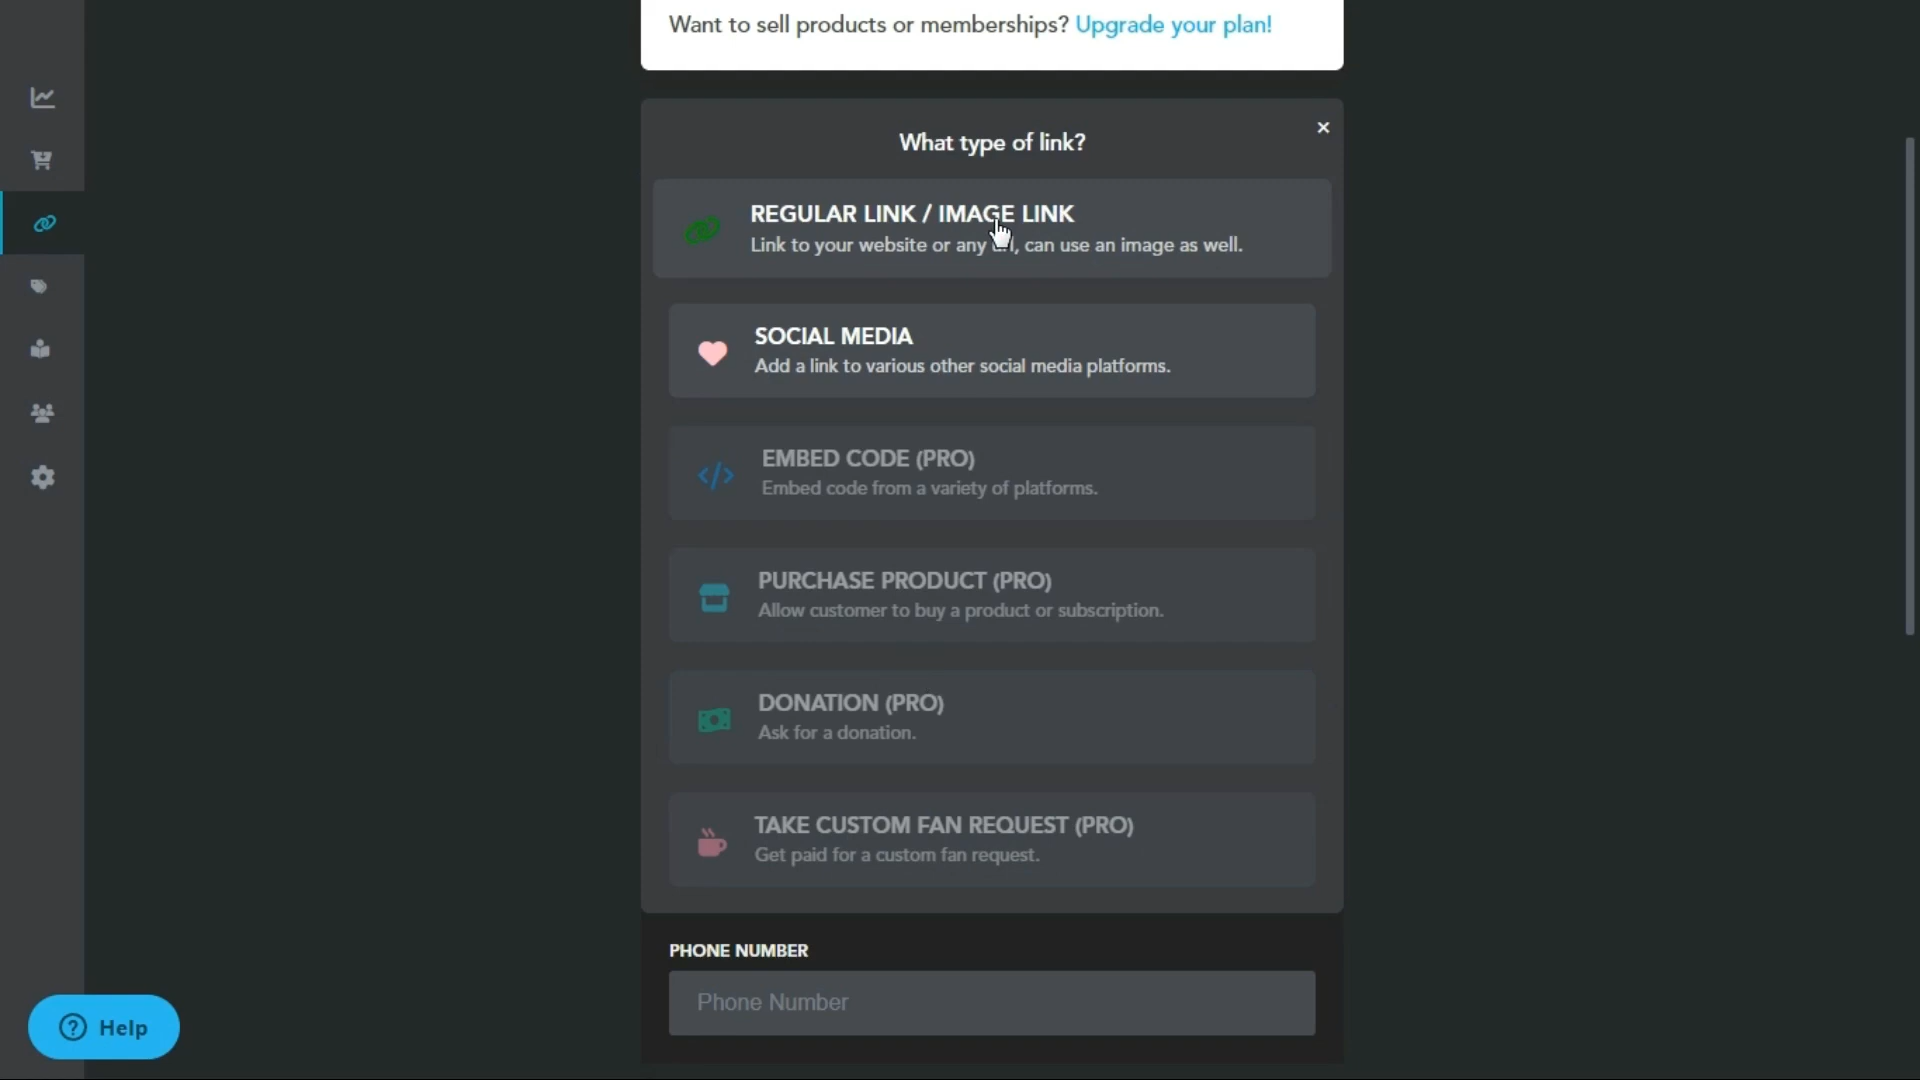 Want to sell products or memberships? Upgrade your plan!
What type of link?
REGULAR LINK / IMAGE LINK
Link to your website or any url, can use an image as well.
SOCIAL MEDIA
Add a link to various other social media platforms.
EMBED CODE (PRO)
Embed code from a variety of platforms.
PURCHASE PRODUCT (PRO)
Allow customer to buy a product or subscription.
DONATION (PRO)
Ask for a donation.
TAKE CUSTOM FAN REQUEST (PRO)
Get paid for a custom fan request.
PHONE NUMBER
Phone Number
Help